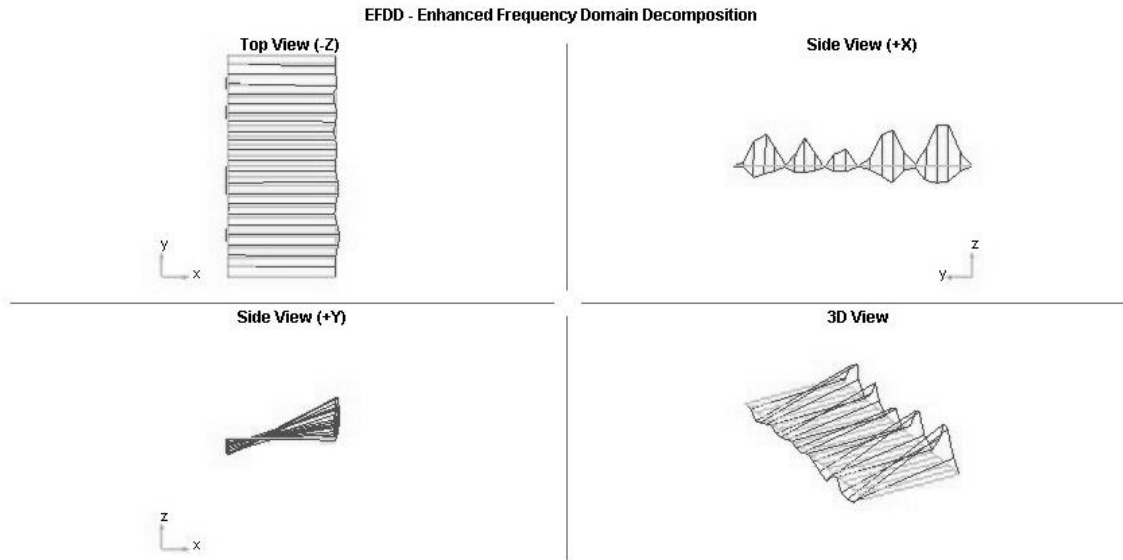 EFDD - Enhanced Frequency Domain Decomposition
Top View (-Z)
Side View (+X)
y
x
z
y
Side View (+Y)
3D View
z
x